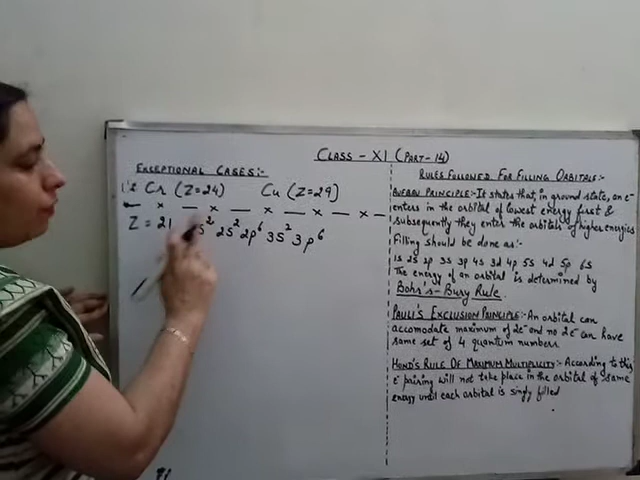 CLASS - XI (PART-14)
EXCEPTIONAL CASES:-
Cr (Z=24) Cu (Z=29)
Z = 21 s² 2s² 2p⁶ 3s² 3p⁶
RULES FOLLOWED FOR FILLING ORBITALS
PRINCIPLE:- It states that, in ground state, an e⁻
enters in the orbital of lowest energy first &
subsequently they enter the orbitals of higher energies
Filling should be done as:-
1s 2s 2p 3s 3p 4s 3d 4p 5s 4d 5p 6s
The energy of an orbital is determined by
Bohr's-Bury Rule
PAULI'S EXCLUSION PRINCIPLE:- An orbital can
accomodate maximum of 2e⁻ and no 2e⁻ can have
same set of 4 quantum numbers
HUND'S RULE OF MAXIMUM MULTIPLICITY:- According to this
e⁻ pairing will not take place in the orbital of same
energy until each orbital is singly filled